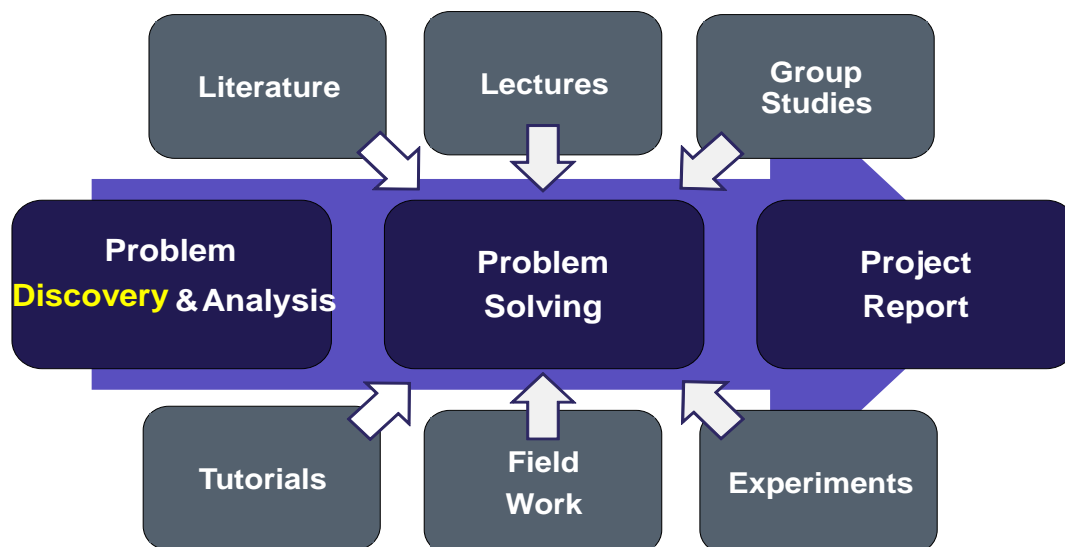 Literature
Lectures
Group
Studies
Problem
Discovery & Analysis
Problem
Solving
Project
Report
Tutorials
Field
Work
Experiments